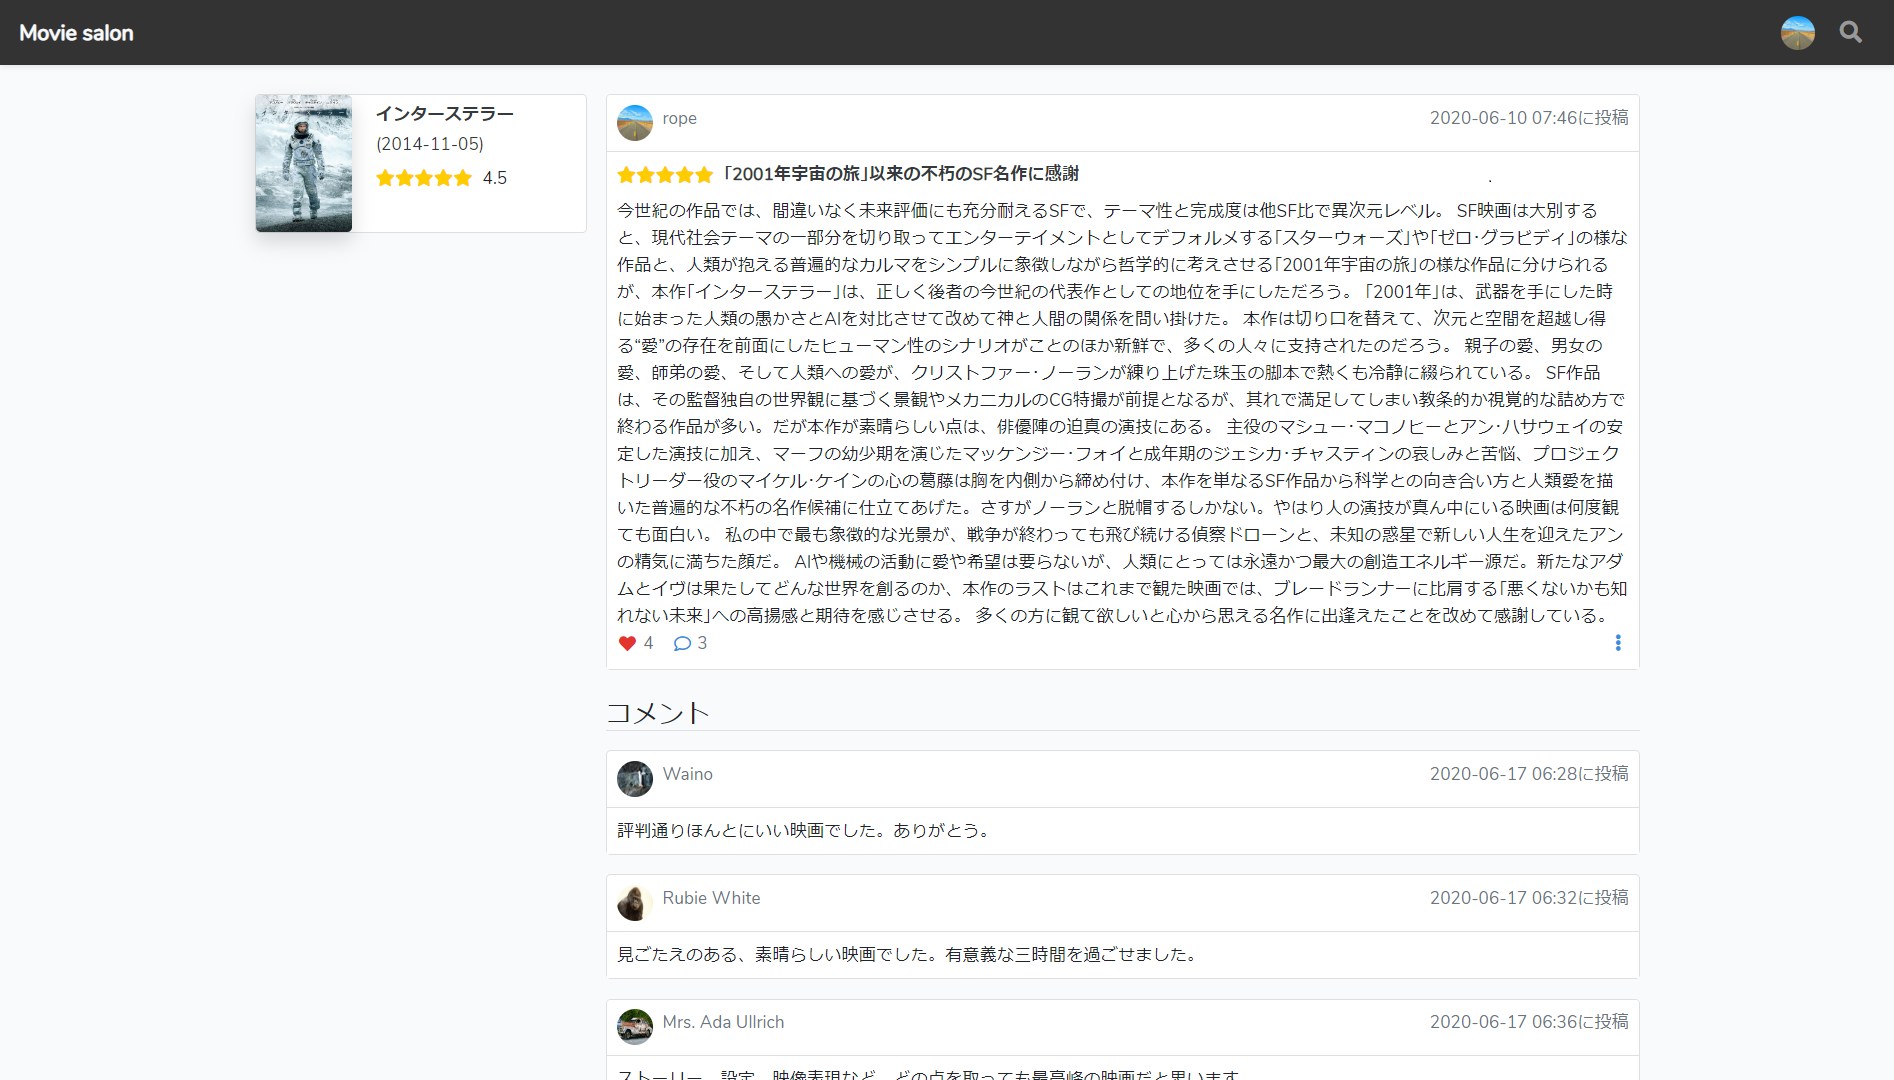 Movie salon
インターステラー
(2014-11-05)
4.5
rope
2020-06-10 07:46に投稿
「2001年宇宙の旅」以来の不朽のSF名作に感謝
今世紀の作品では、間違いなく未来評価にも充分耐えるSFで、テーマ性と完成度は他SF比で異次元レベル。 SF映画は大別する
と、現代社会テーマの一部分を切り取ってエンターテイメントとしてデフォルメする「スターウォーズ」や「ゼロ・グラビディ」の様な
作品と、人類が抱える普遍的なカルマをシンプルに象徴しながら哲学的に考えさせる「2001年宇宙の旅」の様な作品に分けられる
が、本作「インターステラー」は、正しく後者の今世紀の代表作としての地位を手にしただろう。 「2001年」は、武器を手にした時
に始まった人類の愚かさとAIを対比させて改めて神と人間の関係を問い掛けた。 本作は切り口を替えて、次元と空間を超越し得
る“愛”の存在を前面にしたヒューマン性のシナリオがことのほか新鮮で、多くの人々に支持されたのだろう。 親子の愛、男女の
愛、師弟の愛、そして人類への愛が、クリストファー・ノーランが練り上げた珠玉の脚本で熱くも冷静に綴られている。 SF作品
は、その監督独自の世界観に基づく景観やメカニカルのCG特撮が前提となるが、其れで満足してしまい教条的か視覚的な詰め方で
終わる作品が多い。だが本作が素晴らしい点は、俳優陣の迫真の演技にある。 主役のマシュー・マコノヒーとアン・ハサウェイの安
定した演技に加え、マーフの幼少期を演じたマッケンジー・フォイと成年期のジェシカ・チャスティンの哀しみと苦悩、プロジェク
トリーダー役のマイケル・ケインの心の葛藤は胸を内側から締め付け、本作を単なるSF作品から科学との向き合い方と人類愛を描
いた普遍的な不朽の名作候補に仕立てあげた。さすがノーランと脱帽するしかない。やはり人の演技が真ん中にいる映画は何度観
ても面白い。 私の中で最も象徴的な光景が、戦争が終わっても飛び続ける偵察ドローンと、未知の惑星で新しい人生を迎えたアン
の精気に満ちた顔だ。 AIや機械の活動に愛や希望は要らないが、人類にとっては永遠かつ最大の創造エネルギー源だ。新たなアダ
ムとイヴは果たしてどんな世界を創るのか、本作のラストはこれまで観た映画では、ブレードランナーに比肩する「悪くないかも知
れない未来」への高揚感と期待を感じさせる。 多くの方に観て欲しいと心から思える名作に出逢えたことを改めて感謝している。
4 3
コメント
Waino
2020-06-17 06:28に投稿
評判通りほんとにいい映画でした。ありがとう。
Rubie White
2020-06-17 06:32に投稿
見ごたえのある、素晴らしい映画でした。有意義な三時間を過ごせました。
Mrs. Ada Ullrich
2020-06-17 06:36に投稿
ストーリー、設定、映像表現など、どの点を取っても最高峰の映画だと思います